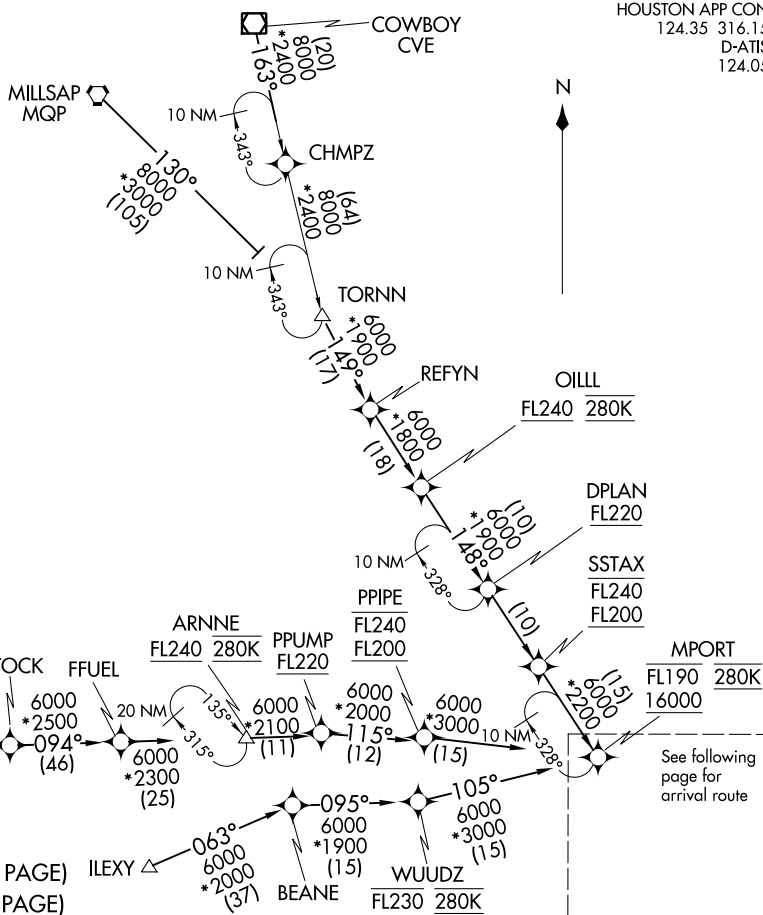 HOUSTON APP CON
124.35 316.15
D-ATIS
124.05
COWBOY
CVE
(20)
8000
*2400
163°
MILLSAP
MQP
10 NM
343°
CHMPZ
N
130°
8000
*3000
(105)
(64)
8000
*2400
10 NM
343°
TORNN
6000
*1900
149°
(17)
REFYN
6000
*1800
(18)
OILLL
FL240 280K
DPLAN
FL220
(10)
6000
*1900
148°
10 NM
328°
SSTAX
FL240
FL200
(10)
MPORT
FL190 280K
16000
(15)
6000
*2200
PPIPE
FL240
FL200
ARNNE
FL240 280K
PPUMP
FL220
TOCK
FFUEL
6000
*2500
094°
(46)
20 NM
135°
315°
6000
*2300
(25)
6000
*2100
(11)
6000
*2000
115°
(12)
6000
*3000
(15)
10 NM
328°
See following
page for
arrival route
105°
6000
*3000
(15)
095°
6000
*1900
(15)
063°
6000
*2000
(37)
PAGE)
PAGE)
ILEXY
BEANE
WUUDZ
FL230 280K